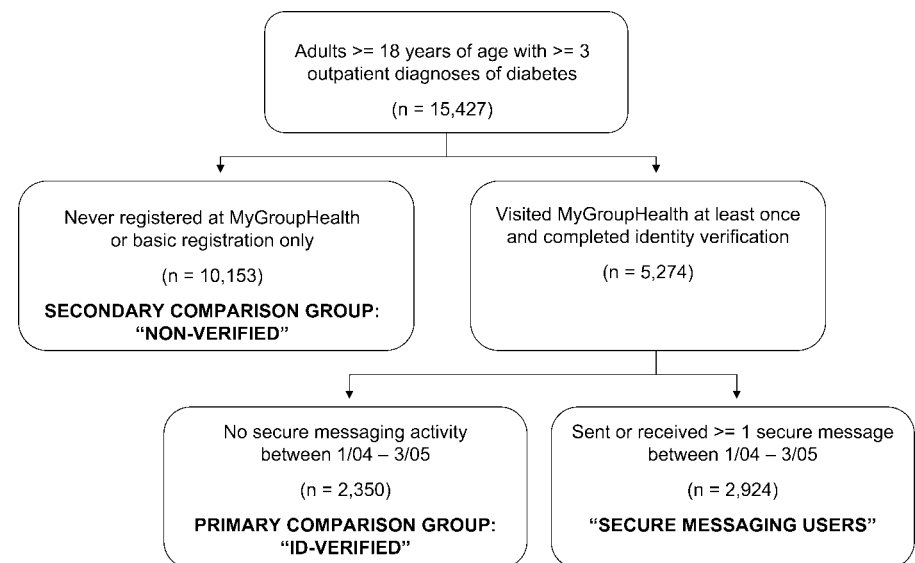 Adults >= 18 years of age with >= 3
outpatient diagnoses of diabetes
(n = 15,427)
Never registered at MyGroupHealth
or basic registration only
(n = 10,153)
SECONDARY COMPARISON GROUP:
“NON-VERIFIED”
Visited MyGroupHealth at least once
and completed identity verification
(n = 5,274)
No secure messaging activity
between 1/04 – 3/05
(n = 2,350)
PRIMARY COMPARISON GROUP:
“ID-VERIFIED”
Sent or received >= 1 secure message
between 1/04 – 3/05
(n = 2,924)
“SECURE MESSAGING USERS”